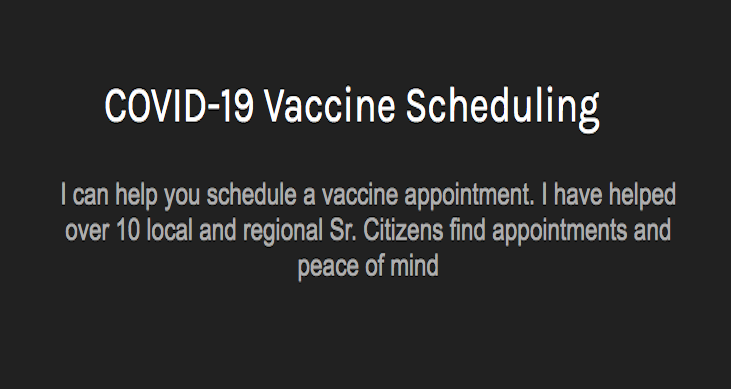 COVID-19 Vaccine Scheduling
I can help you schedule a vaccine appointment. I have helped
over 10 local and regional Sr. Citizens find appointments and
peace of mind